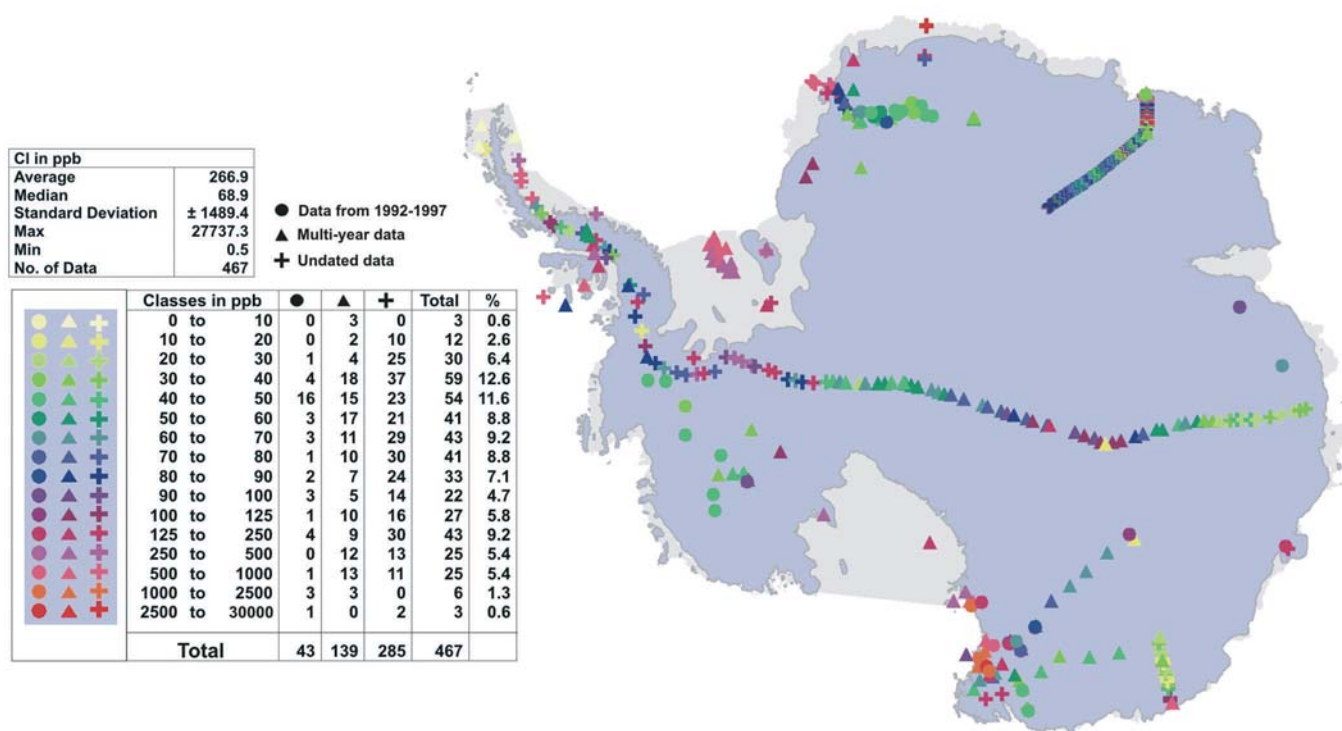 Cl in ppb
Average 266.9
Median 68.9
Standard Deviation ± 1489.4
Max 27737.3
Min 0.5
No. of Data 467
Data from 1992-1997
Multi-year data
Undated data
Classes in ppb Total %
0 to 10 0 3 0 3 0.6
10 to 20 0 2 10 12 2.6
20 to 30 1 4 25 30 6.4
30 to 40 4 18 37 59 12.6
40 to 50 16 15 23 54 11.6
50 to 60 3 17 21 41 8.8
60 to 70 3 11 29 43 9.2
70 to 80 1 10 30 41 8.8
80 to 90 2 7 24 33 7.1
90 to 100 3 5 14 22 4.7
100 to 125 1 10 16 27 5.8
125 to 250 4 9 30 43 9.2
250 to 500 0 12 13 25 5.4
500 to 1000 1 13 11 25 5.4
1000 to 2500 3 3 0 6 1.3
2500 to 30000 1 0 2 3 0.6
Total 43 139 285 467